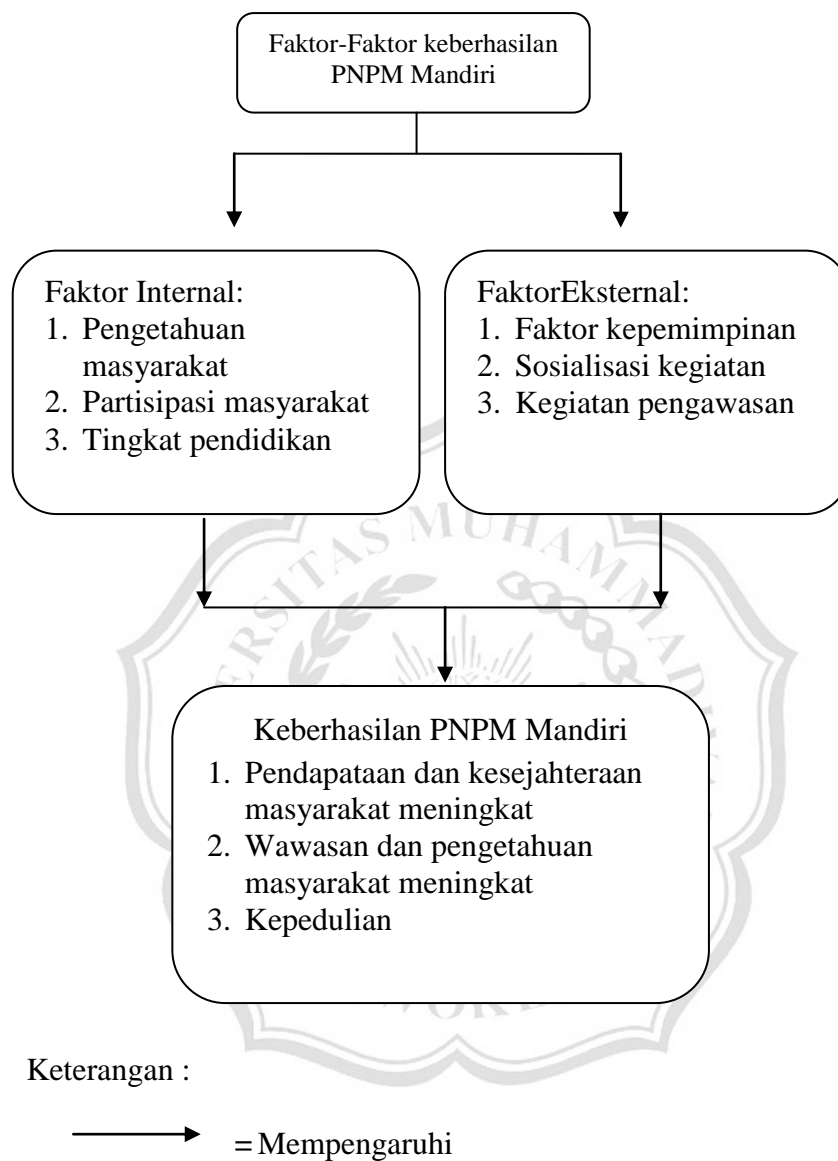 Faktor-Faktor keberhasilan
PNPM Mandiri
Faktor Internal:
1. Pengetahuan
masyarakat
2. Partisipasi masyarakat
3. Tingkat pendidikan
FaktorEksternal:
1. Faktor kepemimpinan
2. Sosialisasi kegiatan
3. Kegiatan pengawasan
Keberhasilan PNPM Mandiri
1. Pendapataan dan kesejahteraan
masyarakat meningkat
2. Wawasan dan pengetahuan
masyarakat meningkat
3. Kepedulian
Keterangan :
= Mempengaruhi